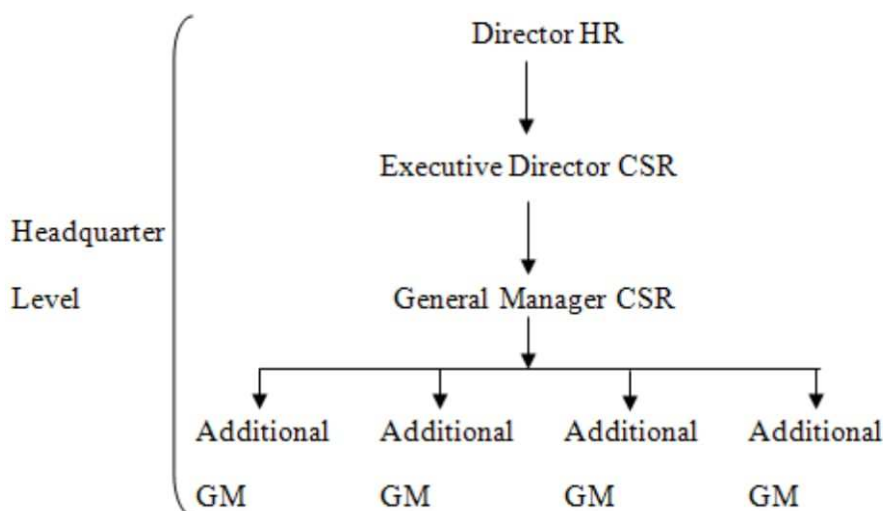 Director HR
Executive Director CSR
Headquarter
Level
General Manager CSR
Additional Additional Additional Additional
GM GM GM GM